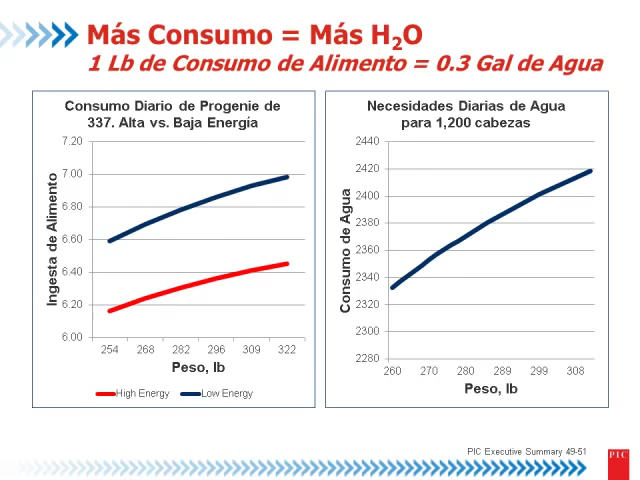 Más Consumo = Más H₂O
1 Lb de Consumo de Alimento = 0.3 Gal de Agua
Consumo Diario de Progenie de
337. Alta vs. Baja Energía
7.20
7.00
6.80
6.60
6.40
6.20
6.00
Ingesta de Alimento
254 268 282 296 309 322
Peso, lb
High Energy Low Energy
Necesidades Diarias de Agua
para 1,200 cabezas
2440
2420
2400
2380
2360
2340
2320
2300
2280
Consumo de Agua
260 270 280 289 299 308
Peso, lb
PIC Executive Summary 49-51
PIC